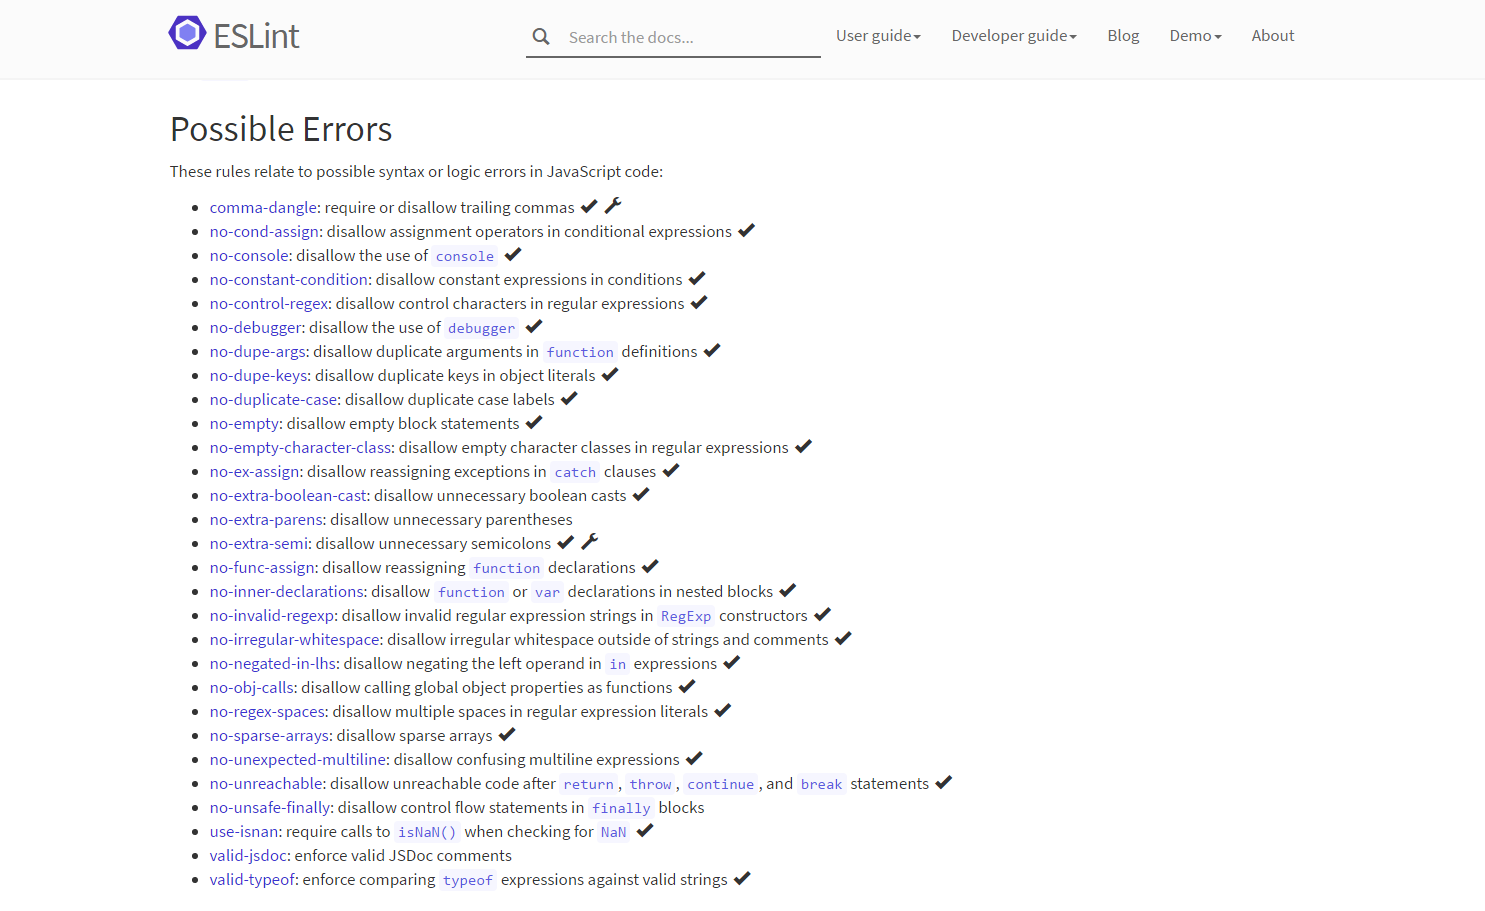 ESLint
Search the docs...
User guide
Developer guide
Blog
Demo
About
Possible Errors
These rules relate to possible syntax or logic errors in JavaScript code:
comma-dangle: require or disallow trailing commas
no-cond-assign: disallow assignment operators in conditional expressions
no-console: disallow the use of console
no-constant-condition: disallow constant expressions in conditions
no-control-regex: disallow control characters in regular expressions
no-debugger: disallow the use of debugger
no-dupe-args: disallow duplicate arguments in function definitions
no-dupe-keys: disallow duplicate keys in object literals
no-duplicate-case: disallow duplicate case labels
no-empty: disallow empty block statements
no-empty-character-class: disallow empty character classes in regular expressions
no-ex-assign: disallow reassigning exceptions in catch clauses
no-extra-boolean-cast: disallow unnecessary boolean casts
no-extra-parens: disallow unnecessary parentheses
no-extra-semi: disallow unnecessary semicolons
no-func-assign: disallow reassigning function declarations
no-inner-declarations: disallow function or var declarations in nested blocks
no-invalid-regexp: disallow invalid regular expression strings in RegExp constructors
no-irregular-whitespace: disallow irregular whitespace outside of strings and comments
no-negated-in-lhs: disallow negating the left operand in in expressions
no-obj-calls: disallow calling global object properties as functions
no-regex-spaces: disallow multiple spaces in regular expression literals
no-sparse-arrays: disallow sparse arrays
no-unexpected-multiline: disallow confusing multiline expressions
no-unreachable: disallow unreachable code after return, throw, continue, and break statements
no-unsafe-finally: disallow control flow statements in finally blocks
use-isnan: require calls to isNaN() when checking for NaN
valid-jsdoc: enforce valid JSDoc comments
valid-typeof: enforce comparing typeof expressions against valid strings